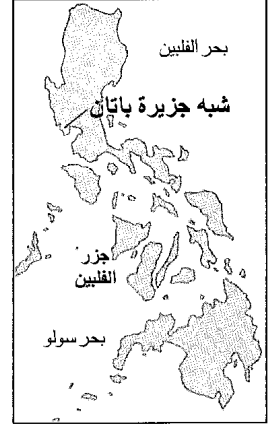 بحر الفلبين
شبه جزيرة باتان
جزر
الفلبين
بحر سولو